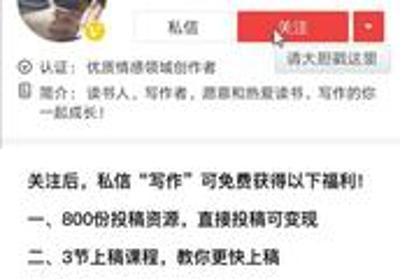 私信 关注
请大胆戳这里
认证：优质情感领域创作者
简介：读书人，写作者，愿意和热爱读书，写作的你
一起成长！
关注后，私信“写作”可免费获得以下福利！
一、800份投稿资源，直接投稿可变现
二、3节上稿课程，教你更快上稿